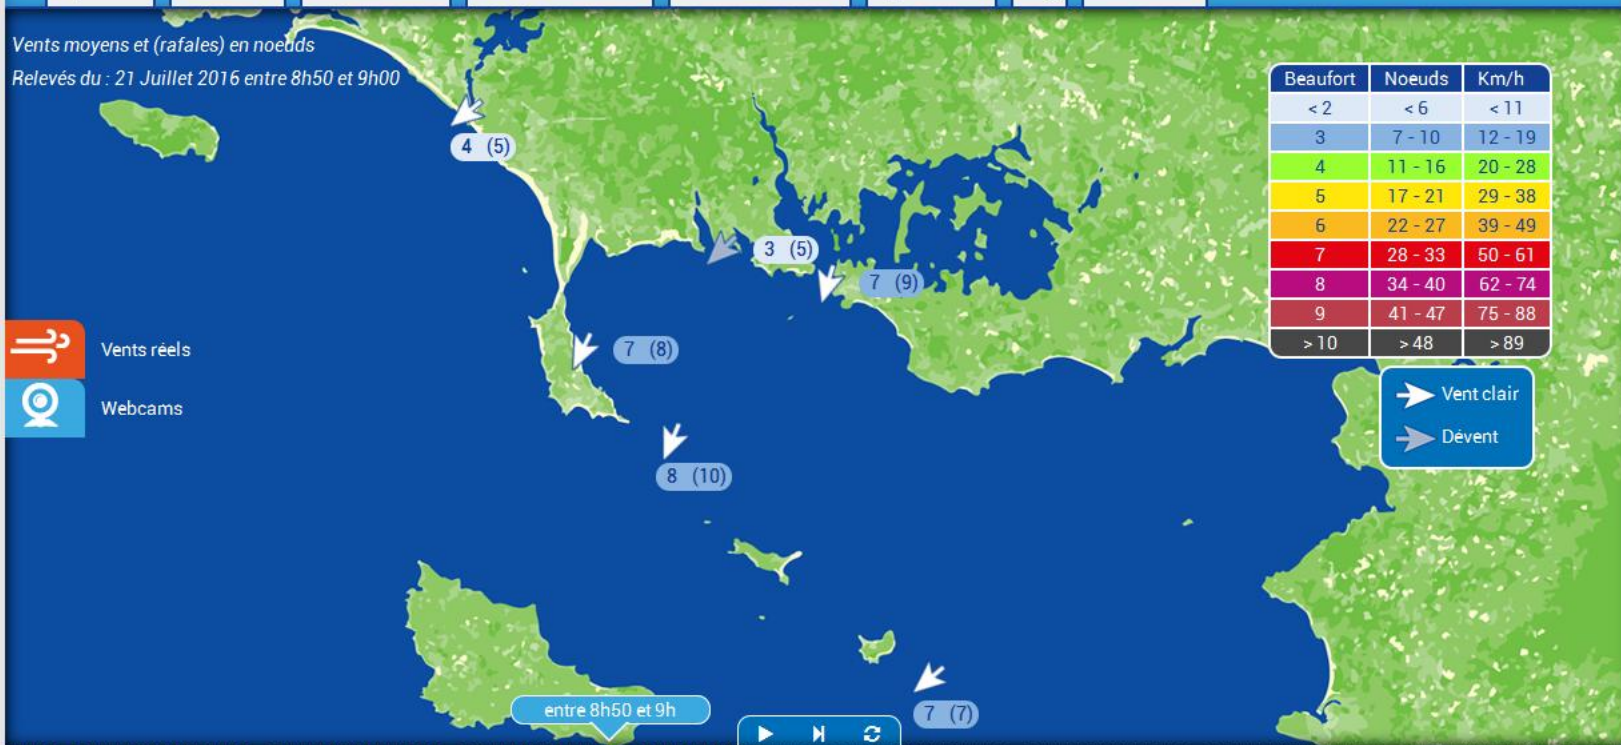 Vents moyens et (rafales) en noeuds
Relevés du : 21 Juillet 2016 entre 8h50 et 9h00
Beaufort Noeuds Km/h
< 2 < 6 < 11
3 7 - 10 12 - 19
4 11 - 16 20 - 28
5 17 - 21 29 - 38
6 22 - 27 39 - 49
7 28 - 33 50 - 61
8 34 - 40 62 - 74
9 41 - 47 75 - 88
> 10 > 48 > 89
4 (5)
3 (5)
7 (9)
7 (8)
8 (10)
7 (7)
Vents réels
Webcams
Vent clair
Dévent
entre 8h50 et 9h